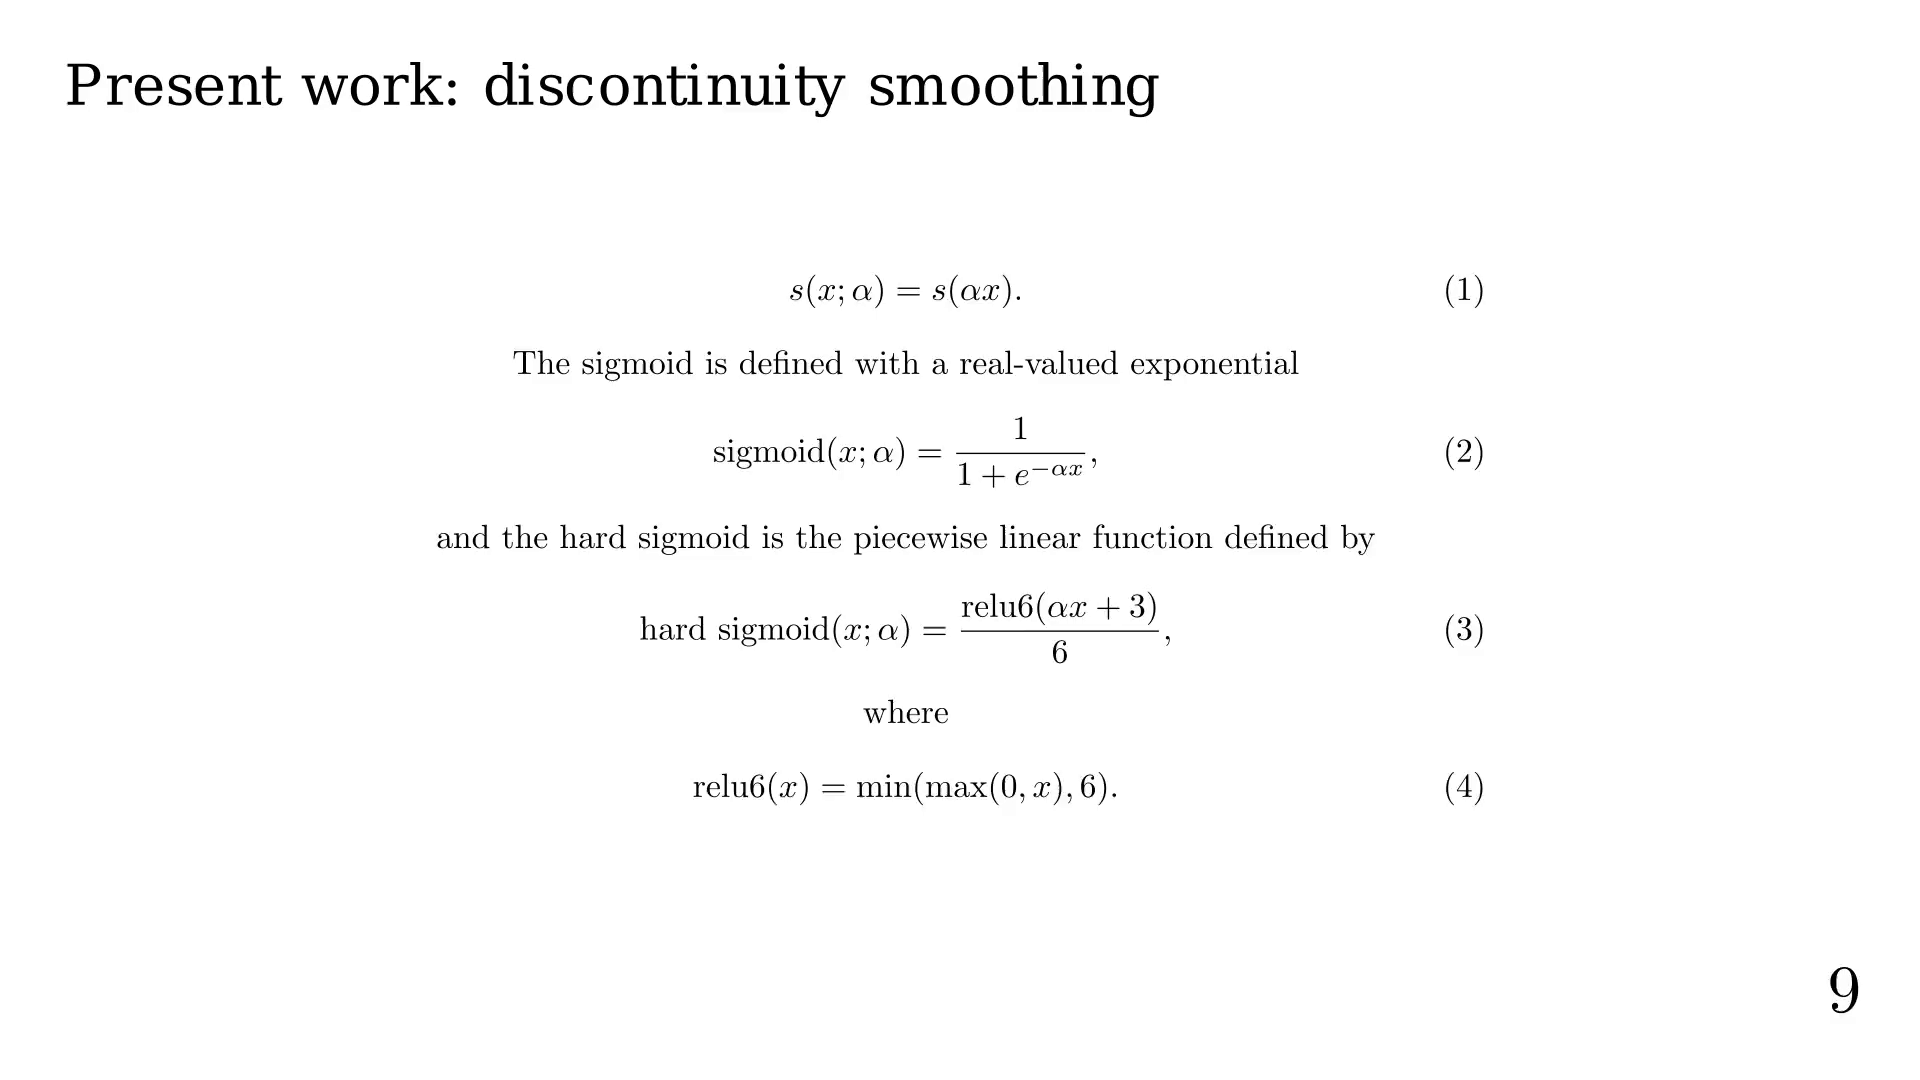 Present work: discontinuity smoothing
s(x; α) = s(αx). (1)
The sigmoid is defined with a real-valued exponential
sigmoid(x; α) = \frac{1}{1 + e^{-αx}}, (2)
and the hard sigmoid is the piecewise linear function defined by
hard sigmoid(x; α) = \frac{relu6(αx + 3)}{6}, (3)
where
relu6(x) = min(max(0, x), 6). (4)
9